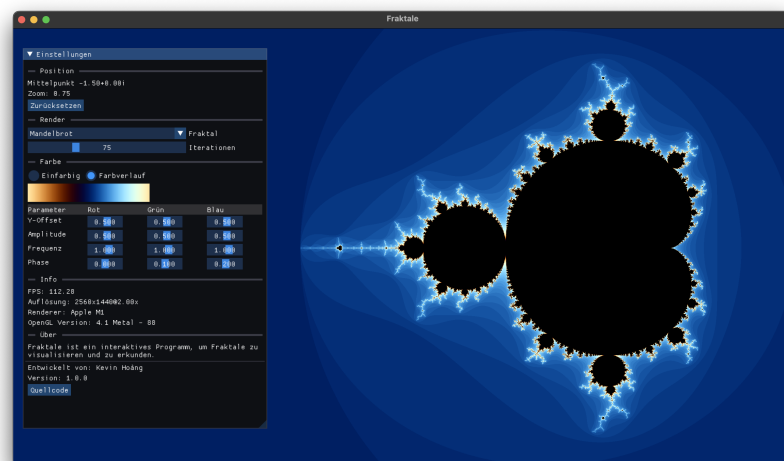 Fraktale
Einstellungen
Position
Mittelpunkt -1.50+0.00i
Zoom: 0.75
Zurücksetzen
Render
Mandelbrot Fraktal
75 Iterationen
Farbe
Einfarbig Farbverlauf
Parameter Rot Grün Blau
Y-Offset 0.500 0.500 0.500
Amplitude 0.500 0.500 0.500
Frequenz 1.000 1.000 1.000
Phase 0.000 0.100 0.200
Info
FPS: 112.28
Auflösung: 2560x1440@2.00x
Renderer: Apple M1
OpenGL Version: 4.1 Metal - 88
Über
Fraktale ist ein interaktives Programm, um Fraktale zu
visualisieren und zu erkunden.
Entwickelt von: Kevin Hoàng
Version: 1.0.0
Quellcode